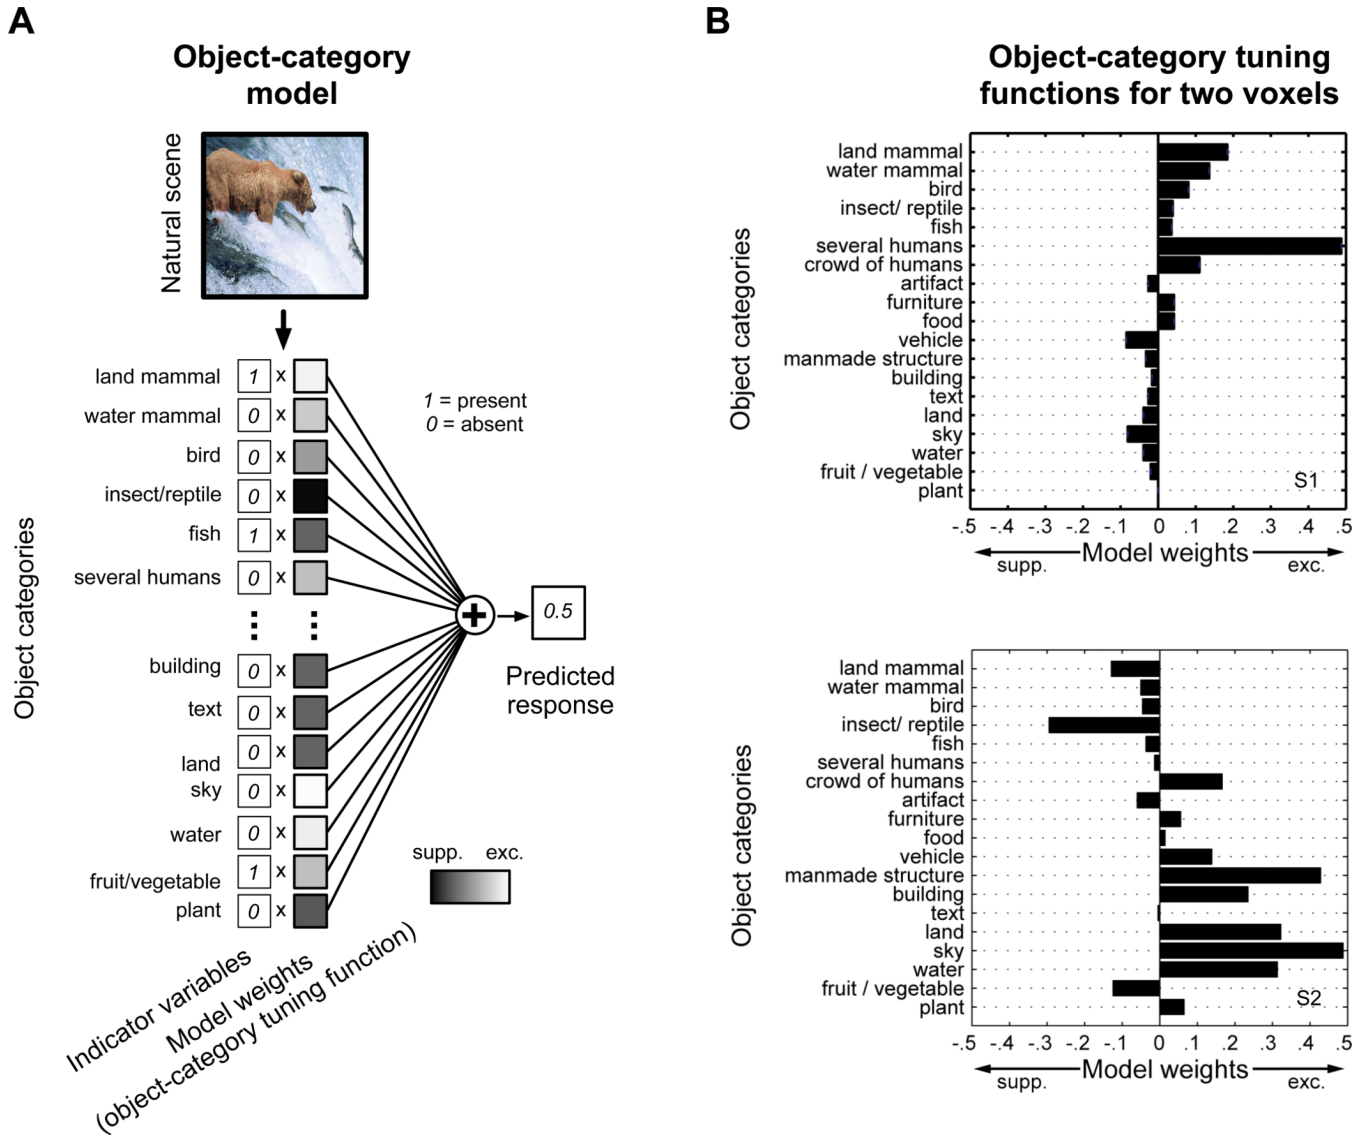 A
Object-category
model
Natural scene
Object categories
land mammal 1 x
water mammal 0 x
bird 0 x
insect/reptile 0 x
fish 1 x
several humans 0 x
building 0 x
text 0 x
land 0 x
sky 0 x
water 0 x
fruit/vegetable 1 x
plant 0 x
1 = present
0 = absent
+
0.5
Predicted
response
supp. exc.
Indicator variables
Model weights
(object-category tuning function)
B
Object-category tuning
functions for two voxels
Object categories
land mammal
water mammal
bird
insect/ reptile
fish
several humans
crowd of humans
artifact
furniture
food
vehicle
manmade structure
building
text
land
sky
water
fruit / vegetable
plant
S1
-.5 -.4 -.3 -.2 -.1 0 .1 .2 .3 .4 .5
Model weights
supp. exc.
Object categories
land mammal
water mammal
bird
insect/ reptile
fish
several humans
crowd of humans
artifact
furniture
food
vehicle
manmade structure
building
text
land
sky
water
fruit / vegetable
plant
S2
-.5 -.4 -.3 -.2 -.1 0 .1 .2 .3 .4 .5
Model weights
supp. exc.